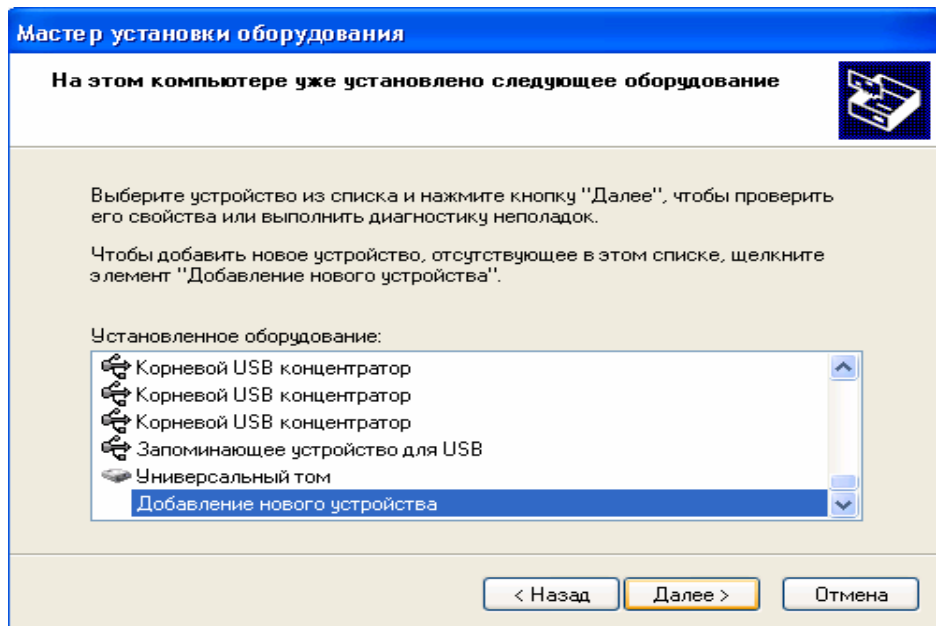 Мастер установки оборудования
На этом компьютере уже установлено следующее оборудование
Выберите устройство из списка и нажмите кнопку "Далее", чтобы проверить
его свойства или выполнить диагностику неполадок.
Чтобы добавить новое устройство, отсутствующее в этом списке, щелкните
элемент "Добавление нового устройства".
Установленное оборудование:
Корневой USB концентратор
Корневой USB концентратор
Корневой USB концентратор
Запоминающее устройство для USB
Универсальный том
Добавление нового устройства
< Назад
Далее >
Отмена